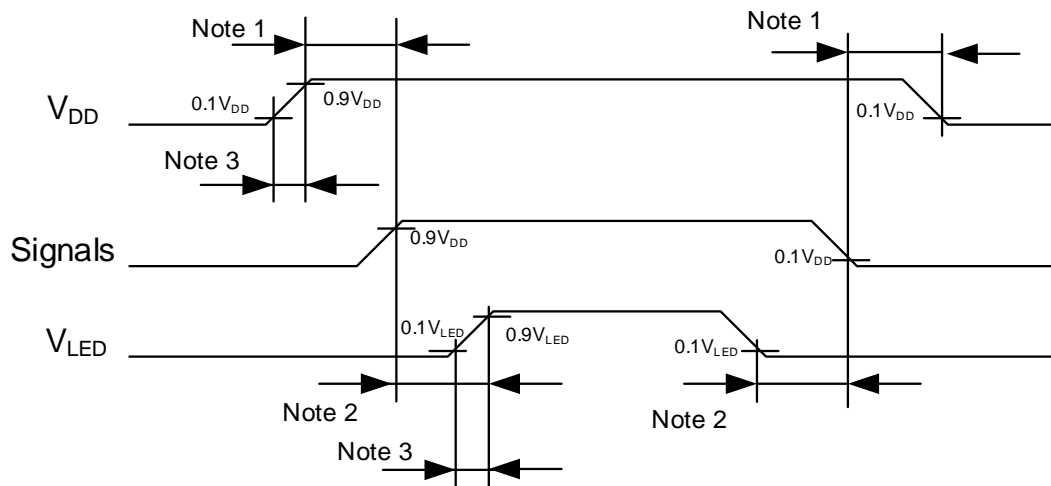 Note 1
Note 1
0.1VDD
0.9VDD
0.1VDD
VDD
Note 3
Signals
0.9VDD
0.1VDD
0.1VLED
0.9VLED
0.1VLED
VLED
Note 2
Note 2
Note 3